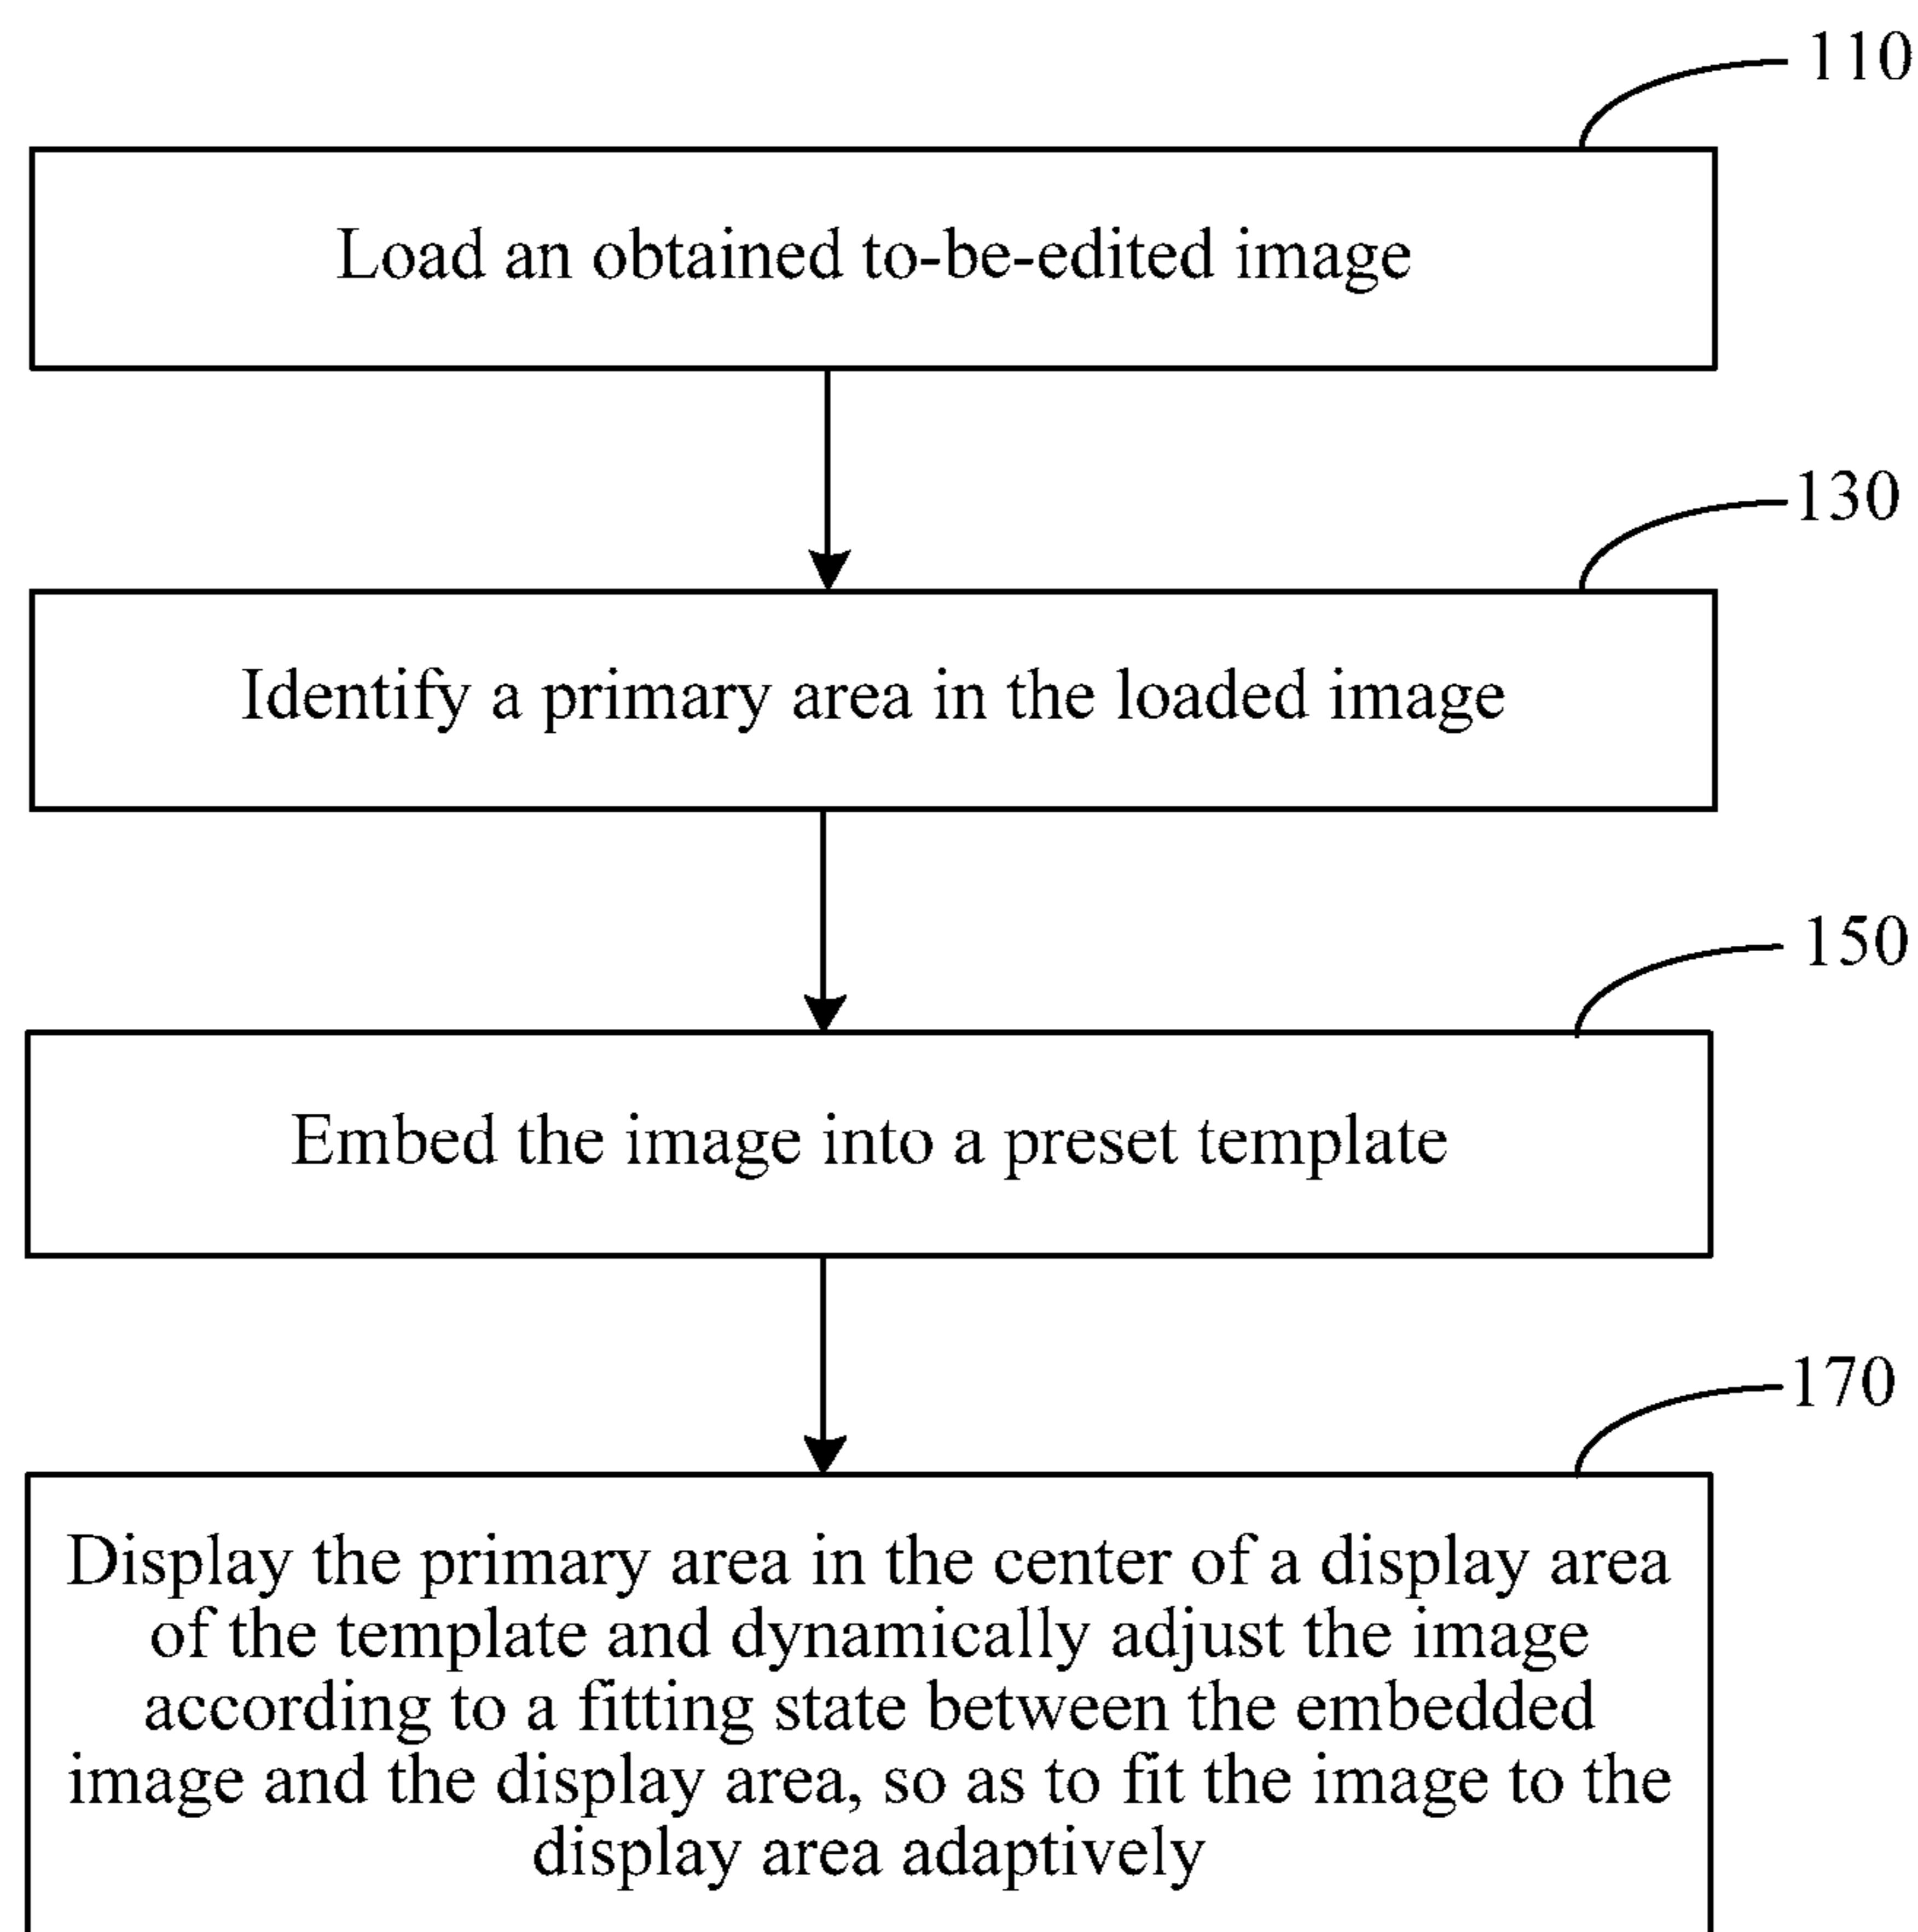 110
Load an obtained to-be-edited image
130
Identify a primary area in the loaded image
150
Embed the image into a preset template
170
Display the primary area in the center of a display area
of the template and dynamically adjust the image
according to a fitting state between the embedded
image and the display area, so as to fit the image to the
display area adaptively